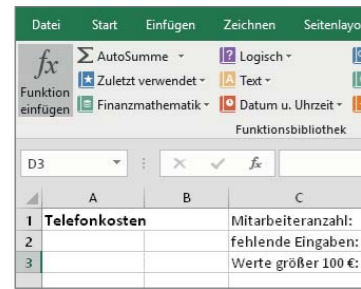 Datei Start Einfügen Zeichnen Seitenlayo
fx Funktion einfügen
AutoSumme Logisch
Zuletzt verwendet Text
Finanzmathematik Datum u. Uhrzeit
Funktionsbibliothek
D3 fx
A B C
1 Telefonkosten Mitarbeiteranzahl:
2 fehlende Eingaben:
3 Werte größer 100 €: